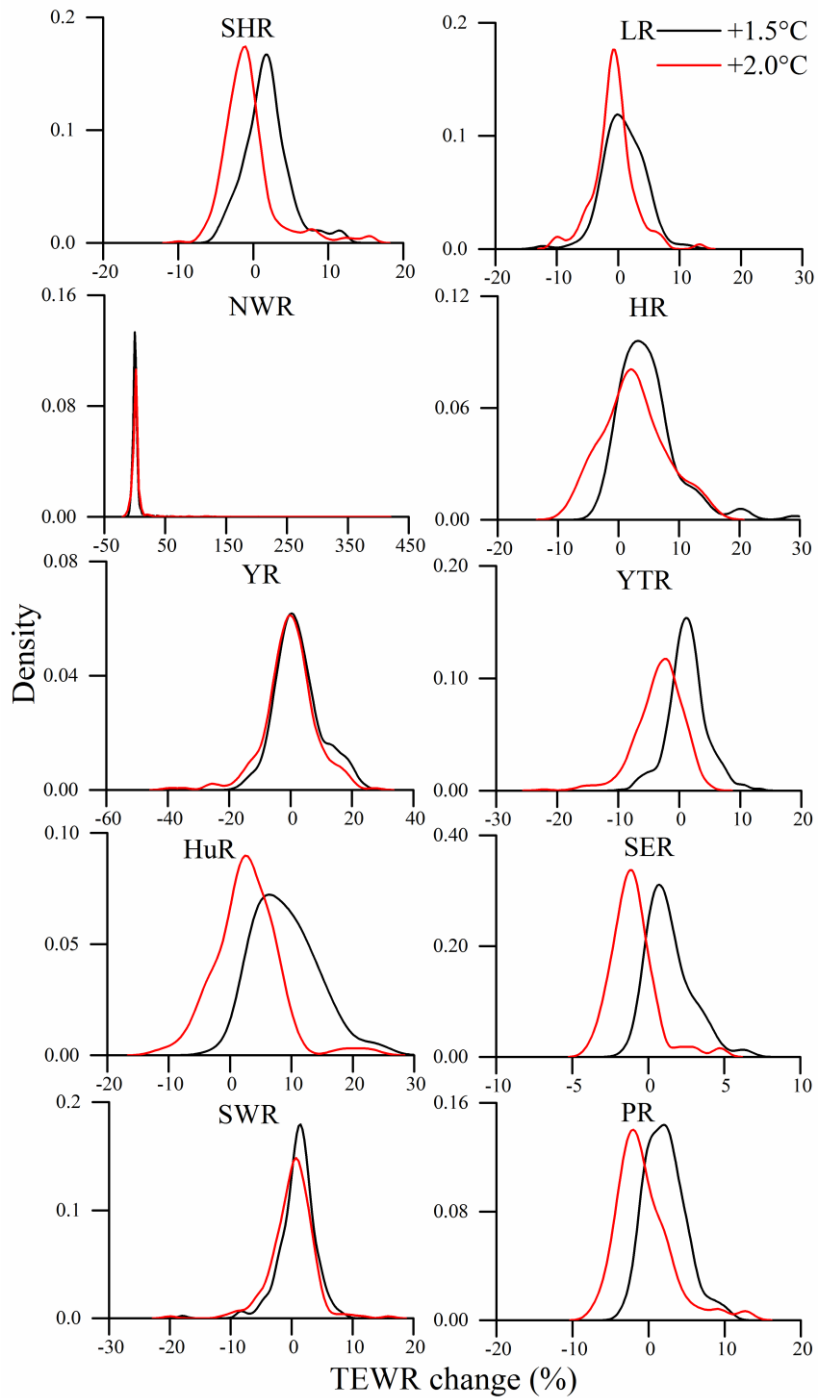 SHR
0.2
0.1
0.0
-20 -10 0 10 20
LR
+1.5°C
+2.0°C
0.2
0.1
0.0
-20 -10 0 10 20 30
NWR
0.16
0.08
0.00
-50 50 150 250 350 450
HR
0.12
0.06
0.00
-20 -10 0 10 20 30
YR
0.08
0.04
0.00
-60 -40 -20 0 20 40
YTR
0.20
0.10
0.00
-30 -20 -10 0 10 20
HuR
0.10
0.05
0.00
-20 -10 0 10 20 30
SER
0.40
0.20
0.00
-10 -5 0 5 10
SWR
0.2
0.1
0.0
-30 -20 -10 0 10 20
PR
0.16
0.08
0.00
-20 -10 0 10 20
Density
TEWR change (%)